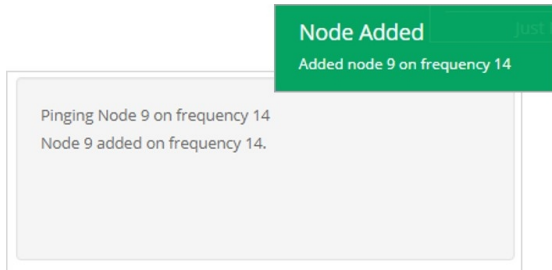 Node Added
Added node 9 on frequency 14
Pinging Node 9 on frequency 14
Node 9 added on frequency 14.